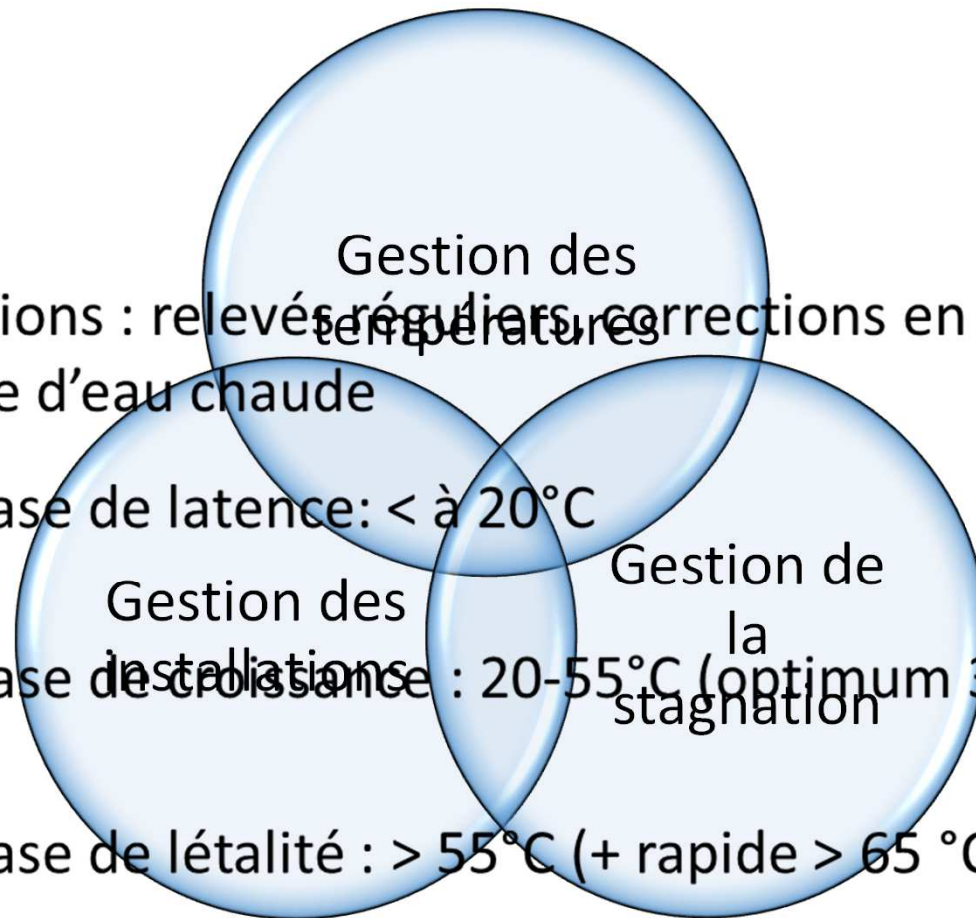 Gestion des
températures
ions : relevés réguliers, corrections en
e d’eau chaude
ase de latence: < à 20°C
Gestion des
installations
Gestion de
la
stagnation
ase de croissance : 20-55°C (optimum
ase de létalité : > 55°C (+ rapide > 65 °C